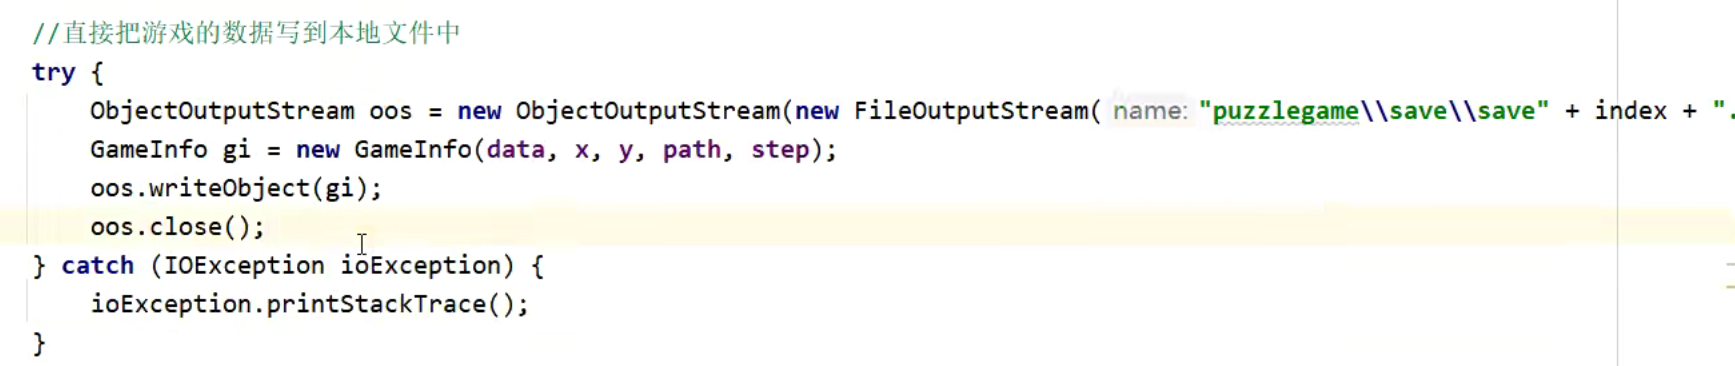 //直接把游戏的数据写到本地文件中
try {
ObjectOutputStream oos = new ObjectOutputStream(new FileOutputStream( name: "puzzlegame\\save\\save" + index + ".
GameInfo gi = new GameInfo(data, x, y, path, step);
oos.writeObject(gi);
oos.close();
} catch (IOException ioException) {
ioException.printStackTrace();
}